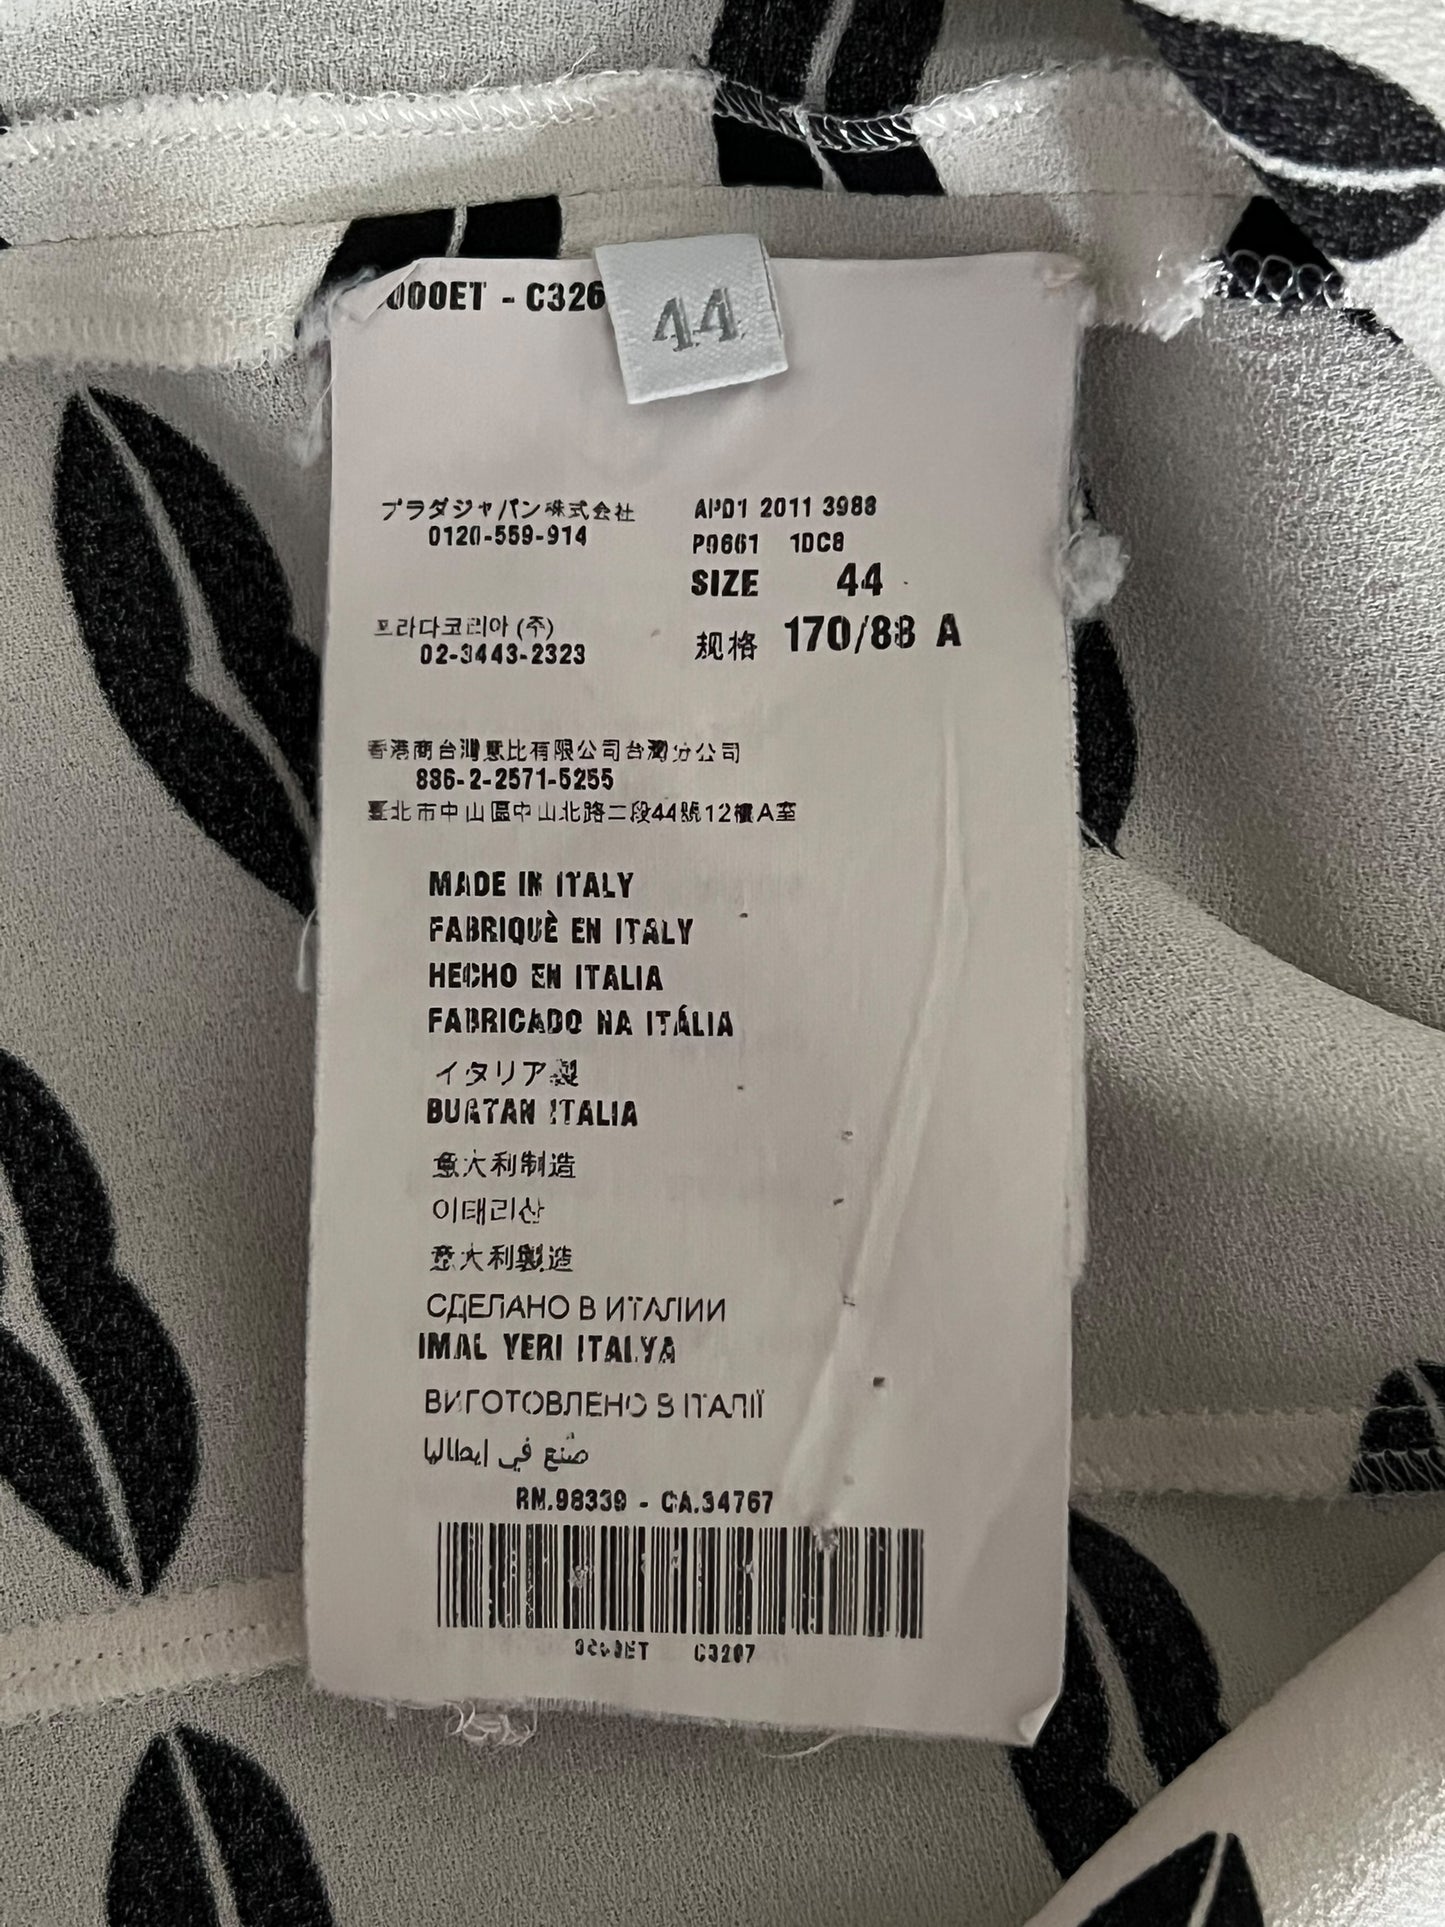 000ET - C326
44
プラダジャパン株式会社
0120-559-914
AP01 2011 3988
P0661 1DC8
SIZE 44
规格 170/88 A
프라다코리아 (주)
02-3443-2323
香港商台灣惠比有限公司台灣分公司
886-2-2571-5255
臺北市中山區中山北路二段44號12樓A室
MADE IN ITALY
FABRIQUÈ EN ITALY
HECHO EN ITALIA
FABRICADO NA ITÁLIA
イタリア製
BUATAN ITALIA
意大利制造
이태리산
意大利製造
СДЕЛАНО В ИТАЛИИ
IMAL YERI ITALYA
ВИГОТОВЛЕНО В ІТАЛІЇ
صنع في إيطاليا
RN.98339 - CA.34767
C3267